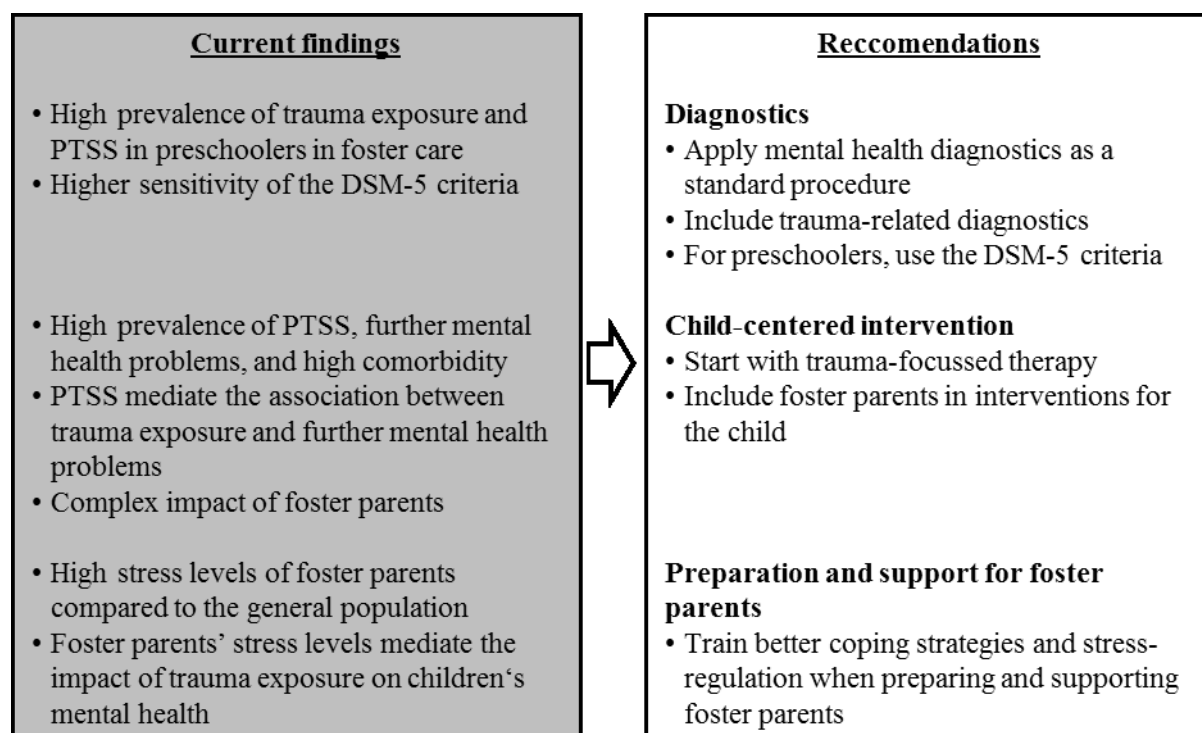 Current findings
• High prevalence of trauma exposure and
PTSS in preschoolers in foster care
• Higher sensitivity of the DSM-5 criteria
• High prevalence of PTSS, further mental
health problems, and high comorbidity
• PTSS mediate the association between
trauma exposure and further mental health
problems
• Complex impact of foster parents
• High stress levels of foster parents
compared to the general population
• Foster parents’ stress levels mediate the
impact of trauma exposure on children‘s
mental health
Reccomendations
Diagnostics
• Apply mental health diagnostics as a
standard procedure
• Include trauma-related diagnostics
• For preschoolers, use the DSM-5 criteria
Child-centered intervention
• Start with trauma-focussed therapy
• Include foster parents in interventions for
the child
Preparation and support for foster
parents
• Train better coping strategies and stress-
regulation when preparing and supporting
foster parents